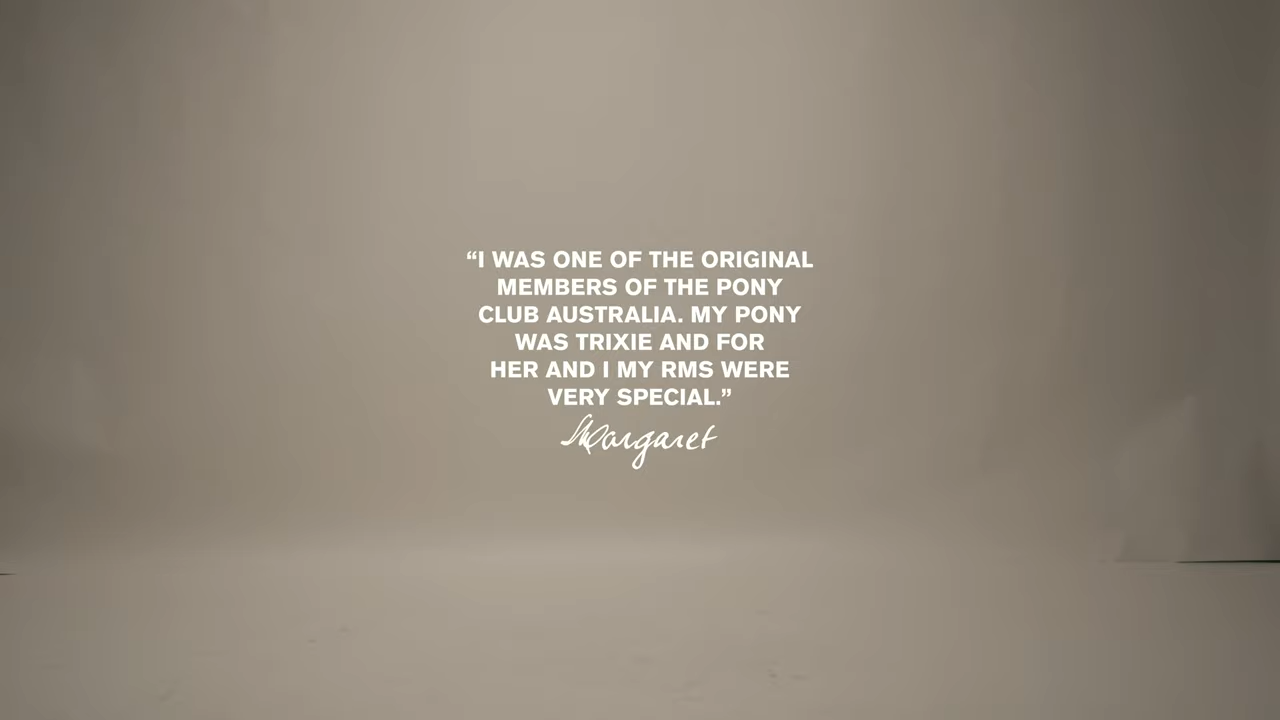 “I WAS ONE OF THE ORIGINAL
MEMBERS OF THE PONY
CLUB AUSTRALIA. MY PONY
WAS TRIXIE AND FOR
HER AND I MY RMS WERE
VERY SPECIAL.”
Margaret